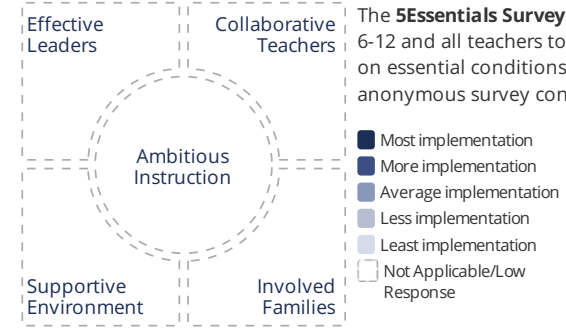 Effective
Leaders
Collaborative
Teachers
Ambitious
Instruction
Supportive
Environment
Involved
Families
The 5Essentials Survey
6-12 and all teachers to
on essential conditions
anonymous survey con
Most implementation
More implementation
Average implementation
Less implementation
Least implementation
Not Applicable/Low
Response